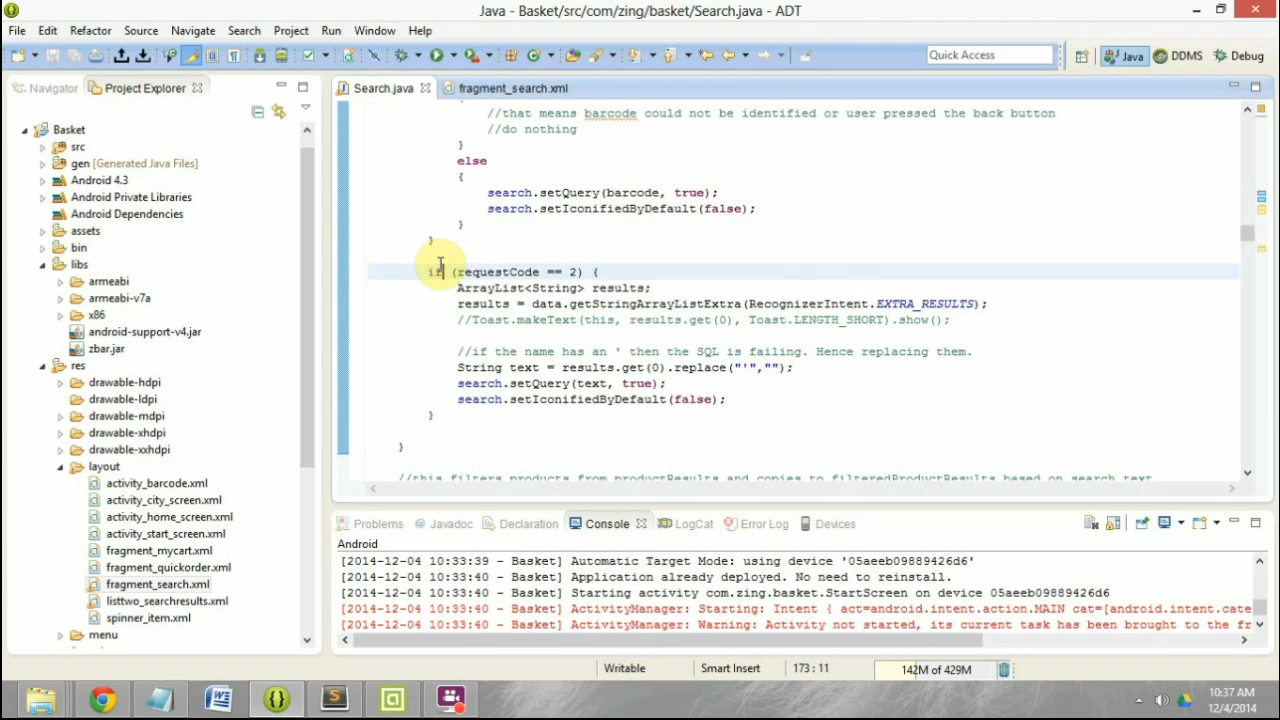 Java - Basket/src/com/zing/basket/Search.java - ADT
File Edit Refactor Source Navigate Search Project Run Window Help
Quick Access
Java DDMS Debug
Navigator Project Explorer
Search.java fragment_search.xml
Basket
src
gen [Generated Java Files]
Android 4.3
Android Private Libraries
Android Dependencies
assets
bin
libs
armeabi
armeabi-v7a
x86
android-support-v4.jar
zbar.jar
res
drawable-hdpi
drawable-ldpi
drawable-mdpi
drawable-xhdpi
drawable-xxhdpi
layout
activity_barcode.xml
activity_city_screen.xml
activity_home_screen.xml
activity_start_screen.xml
fragment_mycart.xml
fragment_quickorder.xml
fragment_search.xml
listtwo_searchresults.xml
spinner_item.xml
menu
//that means barcode could not be identified or user pressed the back button
//do nothing
}
else
{
search.setQuery(barcode, true);
search.setIconifiedByDefault(false);
}
}
if (requestCode == 2) {
ArrayList<String> results;
results = data.getStringArrayListExtra(RecognizerIntent.EXTRA_RESULTS);
//Toast.makeText(this, results.get(0), Toast.LENGTH_SHORT).show();
//if the name has an ' then the SQL is failing. Hence replacing them.
String text = results.get(0).replace("'","");
search.setQuery(text, true);
search.setIconifiedByDefault(false);
}
}
//this filters products from productResults and copies to filteredProductResults based on search text
Problems Javadoc Declaration Console LogCat Error Log Devices
Android
[2014-12-04 10:33:39 - Basket] Automatic Target Mode: using device '05aeeb09889426d6'
[2014-12-04 10:33:40 - Basket] Application already deployed. No need to reinstall.
[2014-12-04 10:33:40 - Basket] Starting activity com.zing.basket.StartScreen on device 05aeeb09889426d6
[2014-12-04 10:33:40 - Basket] ActivityManager: Starting: Intent { act=android.intent.action.MAIN cat=[android.intent.cate
[2014-12-04 10:33:40 - Basket] ActivityManager: Warning: Activity not started, its current task has been brought to the fr
Writable Smart Insert 173 : 11 142M of 429M
10:37 AM
12/4/2014